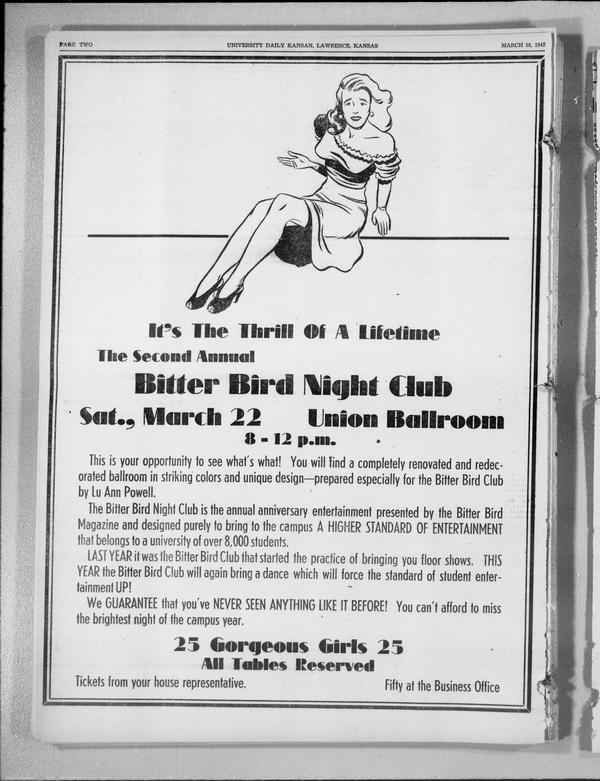 PAGE TWO UNIVERSITY DAILY KANSAN, LAWRENCE, KANSAS MARCH 19, 1947
It's The Thrill Of A Lifetime
The Second Annual
Bitter Bird Night Club
Sat., March 22 Union Ballroom
8 - 12 p.m.
This is your opportunity to see what's what! You will find a completely renovated and redec-
orated ballroom in striking colors and unique design—prepared especially for the Bitter Bird Club
by Lu Ann Powell.
The Bitter Bird Night Club is the annual anniversary entertainment presented by the Bitter Bird
Magazine and designed purely to bring to the campus A HIGHER STANDARD OF ENTERTAINMENT
that belongs to a university of over 8,000 students.
LAST YEAR it was the Bitter Bird Club that started the practice of bringing you floor shows. THIS
YEAR the Bitter Bird Club will again bring a dance which will force the standard of student enter-
tainment UP!
We GUARANTEE that you've NEVER SEEN ANYTHING LIKE IT BEFORE! You can't afford to miss
the brightest night of the campus year.
25 Gorgeous Girls 25
All Tables Reserved
Tickets from your house representative. Fifty at the Business Office